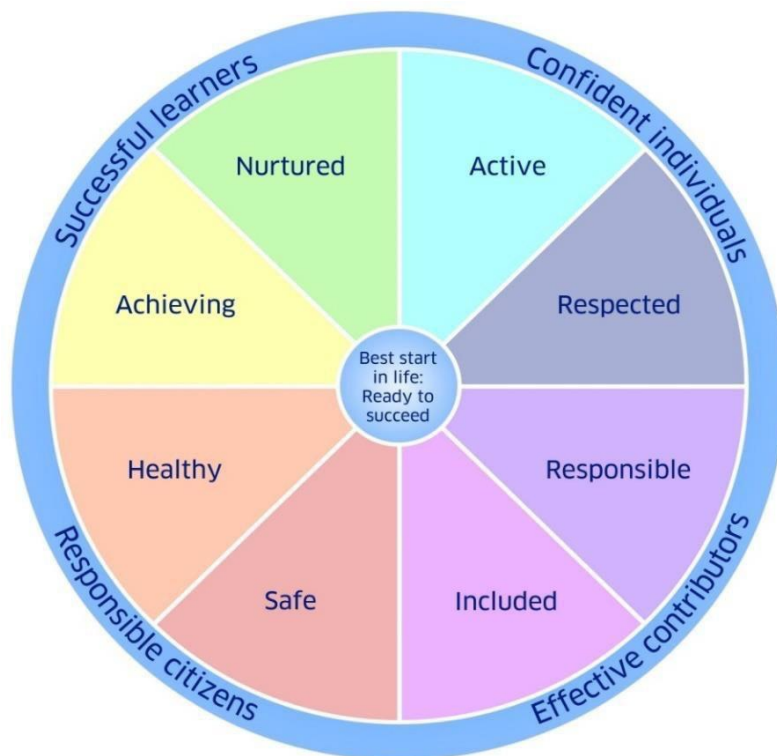 Successful learners
Confident individuals
Nurtured
Active
Achieving
Respected
Best start
in life:
Ready to
succeed
Healthy
Responsible
Safe
Included
Responsible citizens
Effective contributors